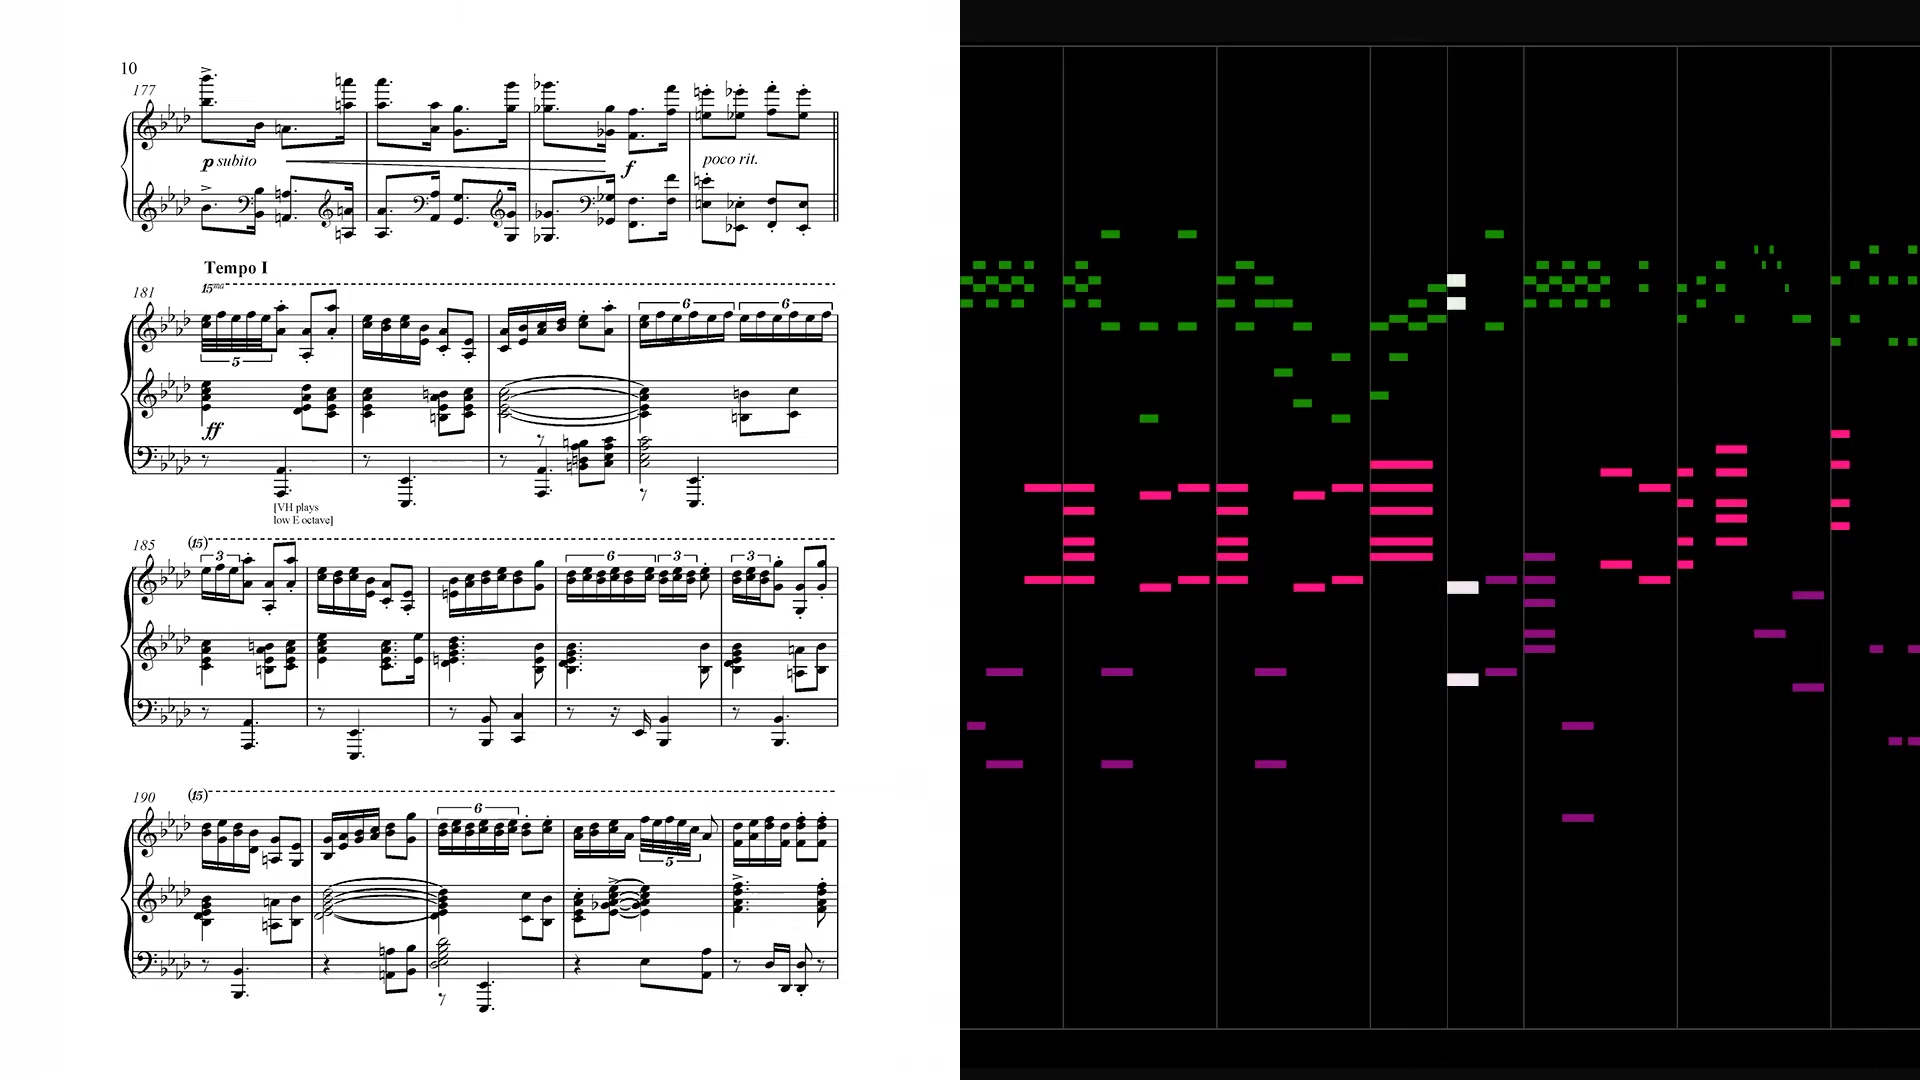 10
177
p subito
f
poco rit.
Tempo I
181
15ma
5
6
6
ff
[VH plays
low E octave]
185
(15)
3
6
3
3
190
(15)
6
5